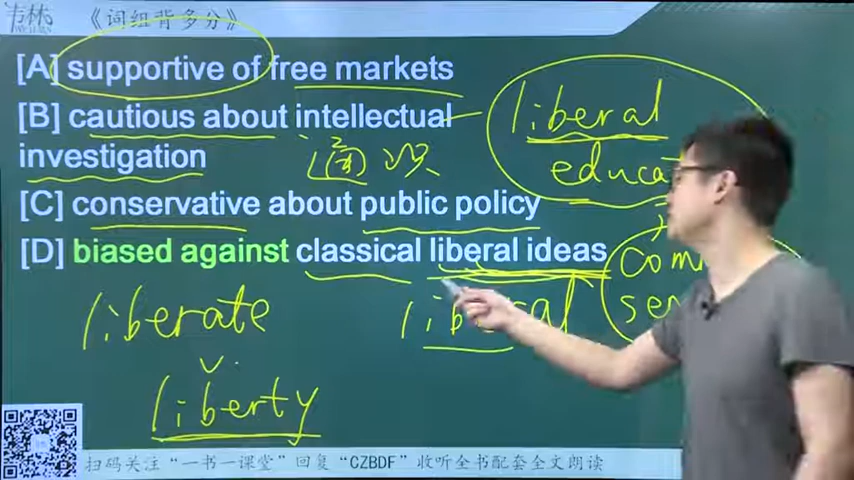 韦林
《词组背多分》
[A] supportive of free markets
[B] cautious about intellectual
investigation
[C] conservative about public policy
[D] biased against classical liberal ideas
liberal
通识
liberate
liberty
扫码关注“一书一课堂”回复“CZBDF”收听全书配套全文朗读